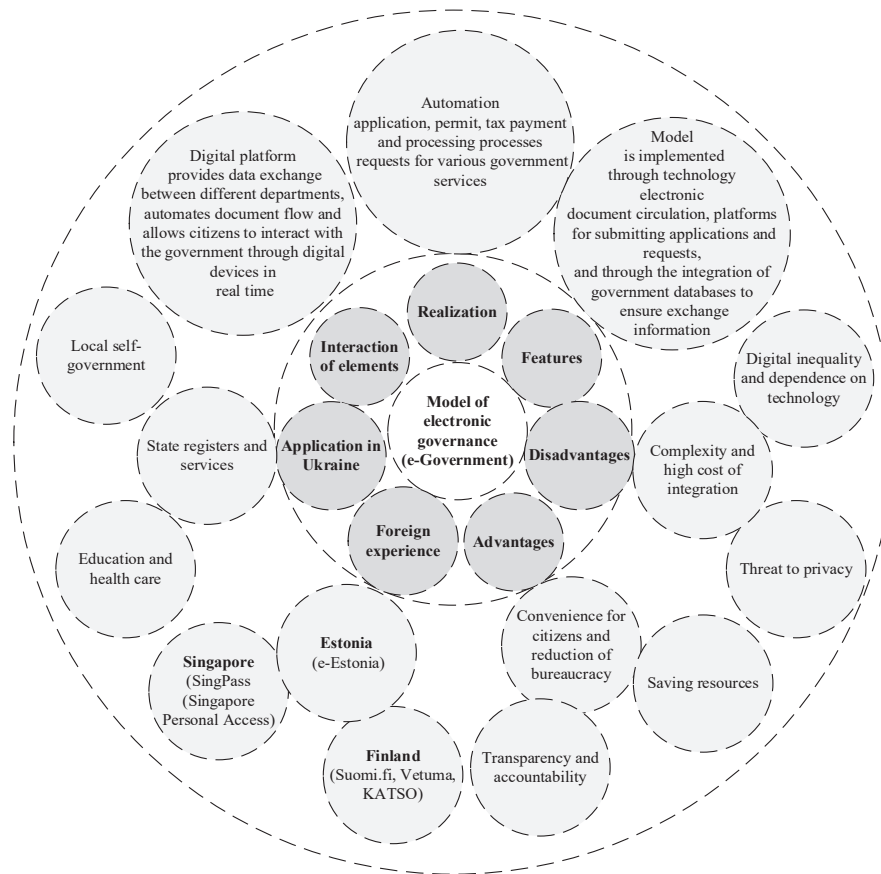 Automation
application, permit, tax payment
and processing processes
requests for various government
services
Digital platform
provides data exchange
between different departments,
automates document flow and
allows citizens to interact with
the government through digital
devices in
real time
Model
is implemented
through technology
electronic
document circulation, platforms
for submitting applications and
requests,
and through the integration of
government databases to
ensure exchange
information
Realization
Interaction
of elements
Features
Local self-
government
Digital inequality
and dependence on
technology
Model of
electronic
governance
(e-Government)
State registers and
services
Application in
Ukraine
Disadvantages
Complexity and
high cost of
integration
Foreign
experience
Advantages
Education and
health care
Threat to privacy
Estonia
(e-Estonia)
Convenience for
citizens and
reduction of
bureaucracy
Singapore
(SingPass
(Singapore
Personal Access)
Saving resources
Finland
(Suomi.fi, Vetuma,
KATSO)
Transparency and
accountability